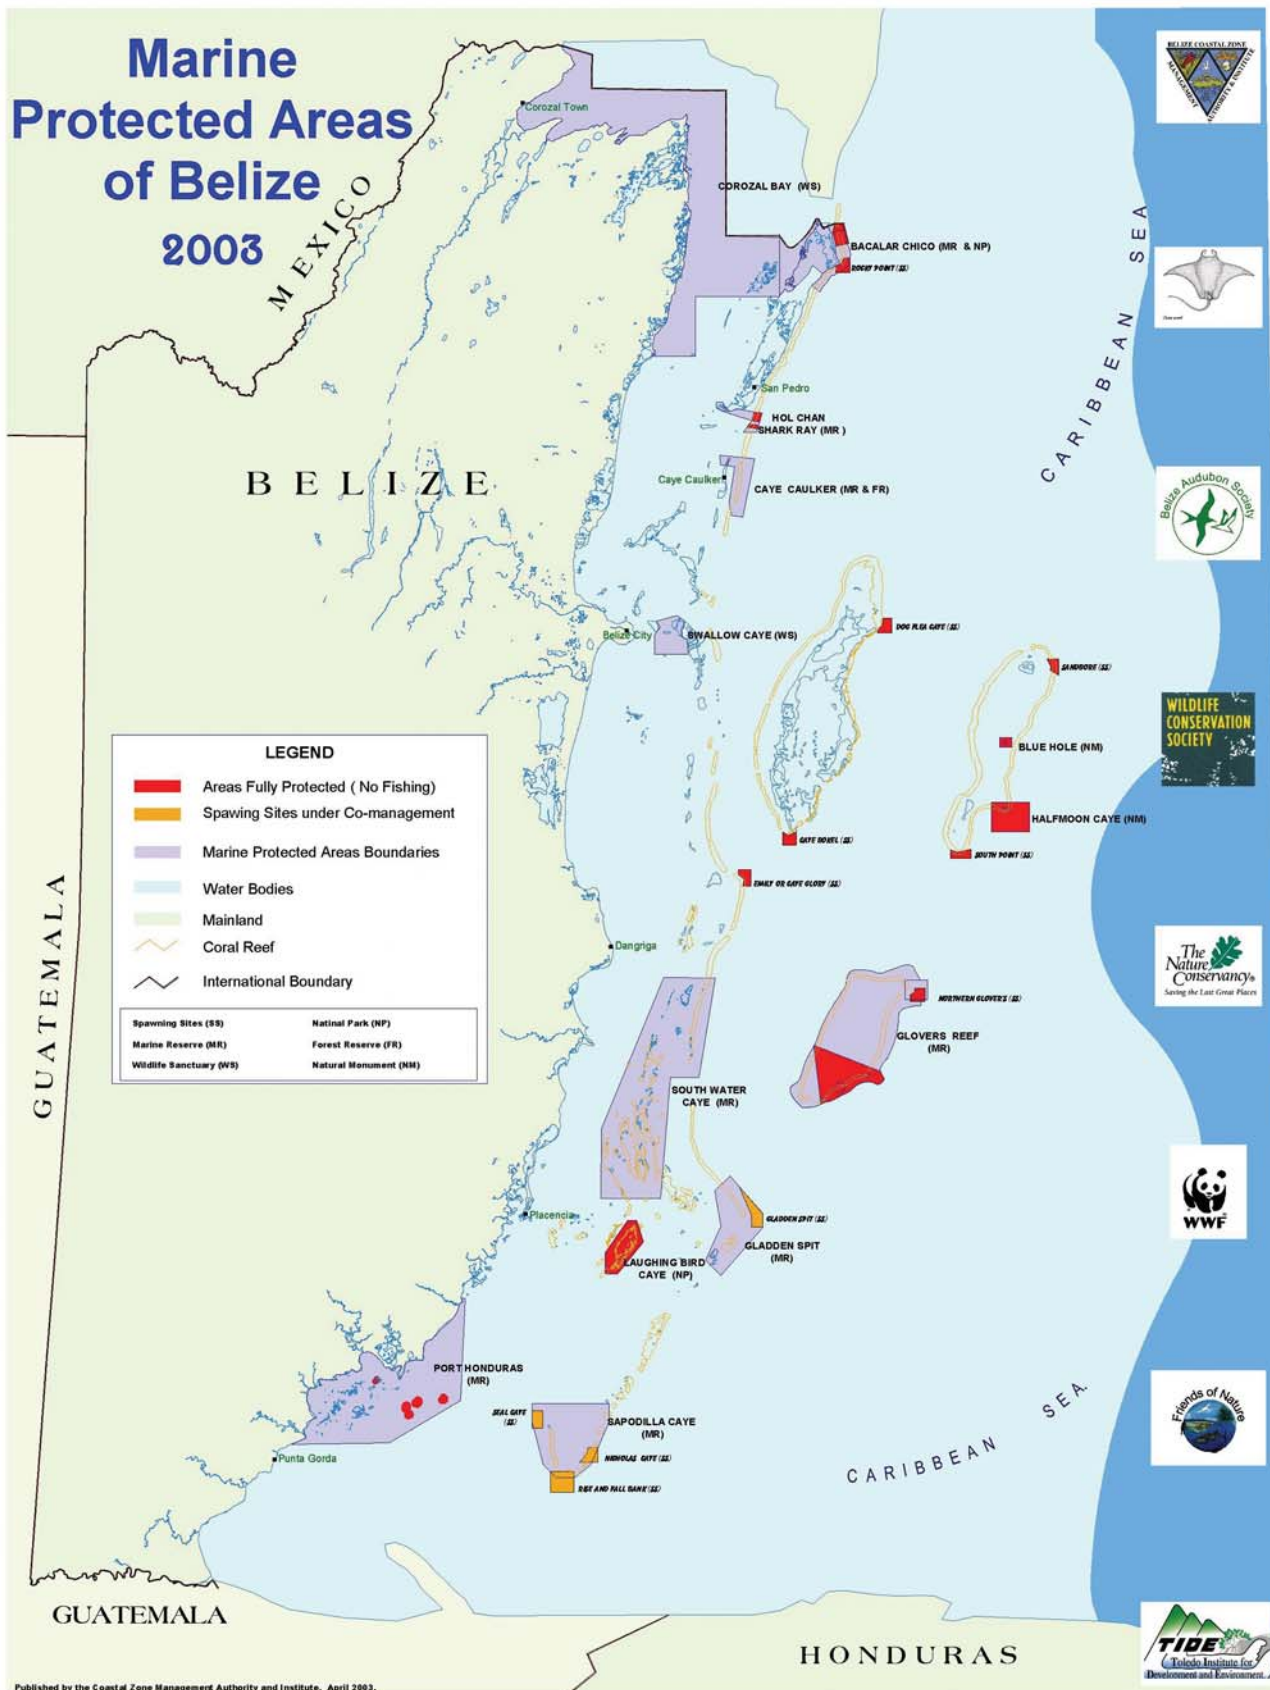 Marine
Protected Areas
of Belize
2003
MEXICO
Corozal Town
COROZAL BAY (WS)
BACALAR CHICO (MR & NP)
ROCKY POINT (SS)
CARIBBEAN SEA
San Pedro
HOL CHAN
SHARK RAY (MR )
BELIZE
Caye Caulker
CAYE CAULKER (MR & FR)
Belize City
SWALLOW CAYE (WS)
DOG FLEA CAYE (SS)
SANDBORE (SS)
BLUE HOLE (NM)
HALFMOON CAYE (NM)
CAYE BOKEL (SS)
SOUTH POINT (SS)
EMILY OR CAYE GLORY (SS)
LEGEND
Areas Fully Protected ( No Fishing)
Spawing Sites under Co-management
Marine Protected Areas Boundaries
Water Bodies
Mainland
Coral Reef
International Boundary
Spawning Sites (SS)
Natinal Park (NP)
Marine Reserve (MR)
Forest Reserve (FR)
Wildlife Sanctuary (WS)
Natural Monument (NM)
GUATEMALA
Dangriga
NORTHERN GLOVER'S (SS)
GLOVERS REEF
(MR)
SOUTH WATER
CAYE (MR)
Placencia
GLADDEN SPIT (SS)
GLADDEN SPIT
(MR)
LAUGHING BIRD
CAYE (NP)
PORT HONDURAS
(MR)
SEAL CAYE
(SS)
SAPODILLA CAYE
(MR)
NICHOLAS CAYE (SS)
RISE AND FALL BANK (SS)
Punta Gorda
CARIBBEAN SEA.
GUATEMALA
HONDURAS
Published by the Coastal Zone Management Authority and Institute, April 2003.
BELIZE COASTAL ZONE
MANAGEMENT
AUTHORITY & INSTITUTE
Belize Audubon Society
WILDLIFE
CONSERVATION
SOCIETY
The
Nature
Conservancy®
Saving the Last Great Places
WWF
Friends of Nature
TIDE
Toledo Institute for
Development and Environment